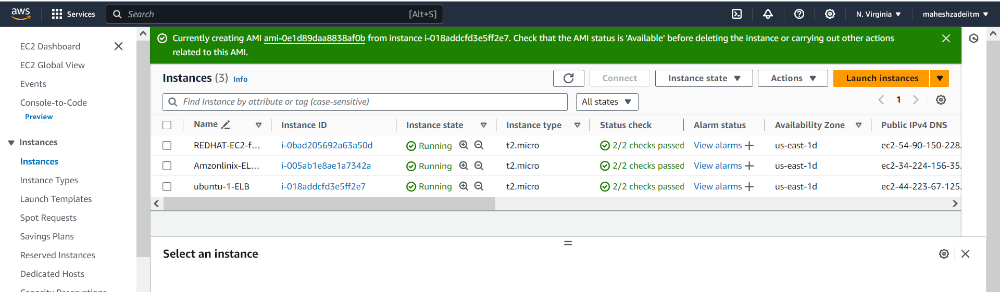 aws
Services
Search
[Alt+S]
N. Virginia
maheshzadeiitm
EC2 Dashboard
EC2 Global View
Events
Console-to-Code
Preview
Instances
Instances
Instance Types
Launch Templates
Spot Requests
Savings Plans
Reserved Instances
Dedicated Hosts
Capacity Reservations
Currently creating AMI ami-0e1d89daa8838af0b from instance i-018addcfd3e5ff2e7. Check that the AMI status is 'Available' before deleting the instance or carrying out other actions
related to this AMI.
Instances (3) Info
Connect
Instance state
Actions
Launch instances
Find Instance by attribute or tag (case-sensitive)
All states
1
Name Instance ID Instance state Instance type Status check Alarm status Availability Zone Public IPv4 DNS
REDHAT-EC2-f... i-0bad205692a63a50d Running t2.micro 2/2 checks passed View alarms us-east-1d ec2-54-90-150-228.
Amzonlinix-EL... i-005ab1e8ae1a7342a Running t2.micro 2/2 checks passed View alarms us-east-1d ec2-34-224-156-35.
ubuntu-1-ELB i-018addcfd3e5ff2e7 Running t2.micro 2/2 checks passed View alarms us-east-1d ec2-44-223-67-125.
Select an instance